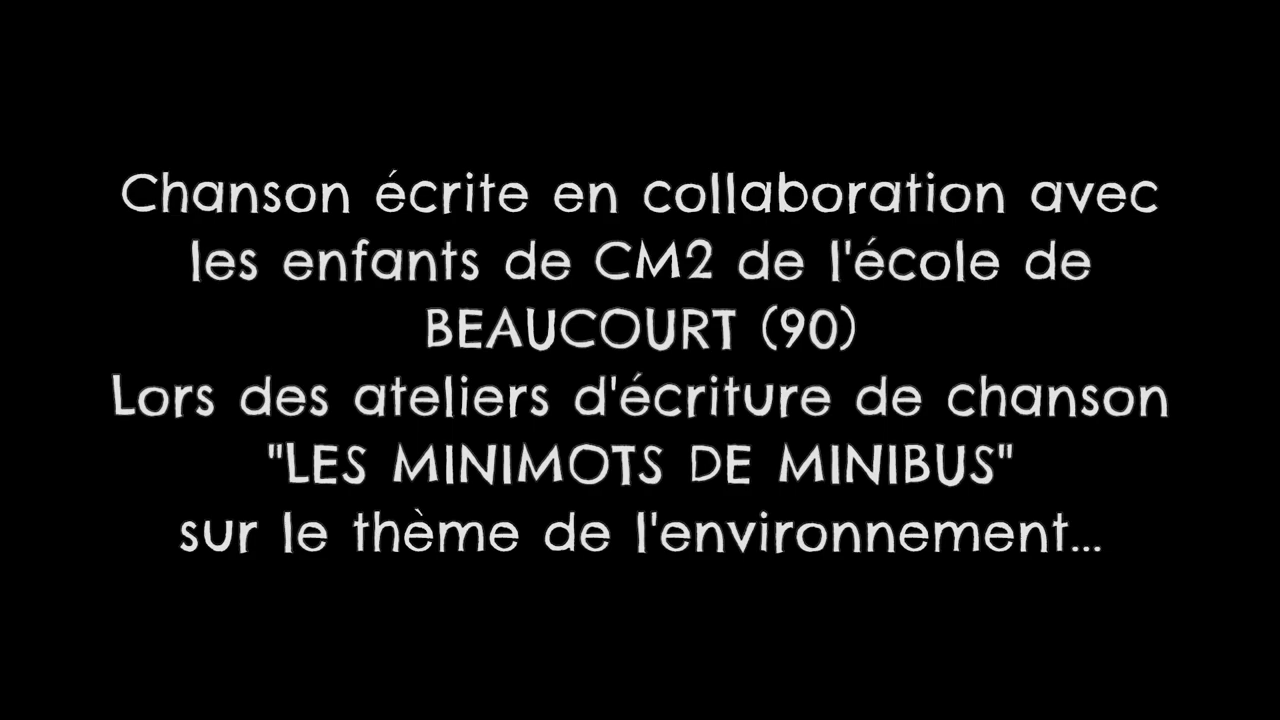 Chanson écrite en collaboration avec
les enfants de CM2 de l'école de
BEAUCOURT (90)
Lors des ateliers d'écriture de chanson
"LES MINIMOTS DE MINIBUS"
sur le thème de l'environnement...